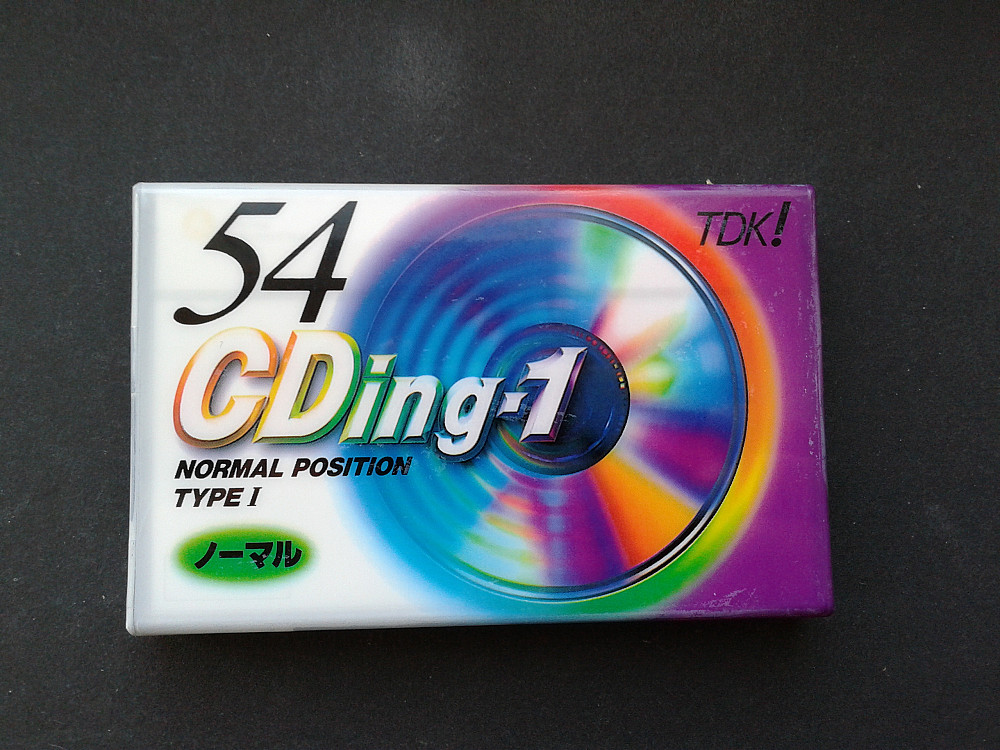 54
TDK!
CDing-1
NORMAL POSITION
TYPE I
ノーマル